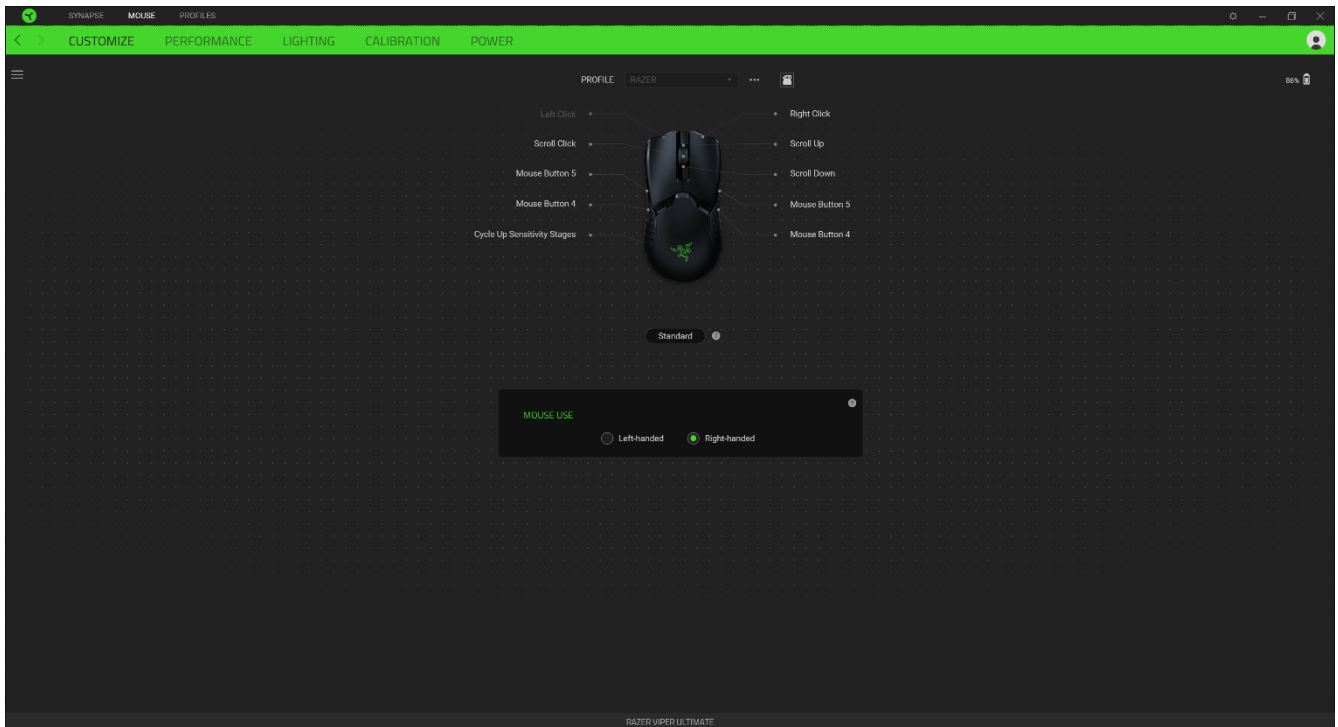 SYNAPSE MOUSE PROFILES
CUSTOMIZE PERFORMANCE LIGHTING CALIBRATION POWER
PROFILE RAZER
86%
Left Click Right Click
Scroll Click Scroll Up
Mouse Button 5 Scroll Down
Mouse Button 4 Mouse Button 5
Cycle Up Sensitivity Stages Mouse Button 4
Standard
MOUSE USE
Left-handed Right-handed
RAZER VIPER ULTIMATE